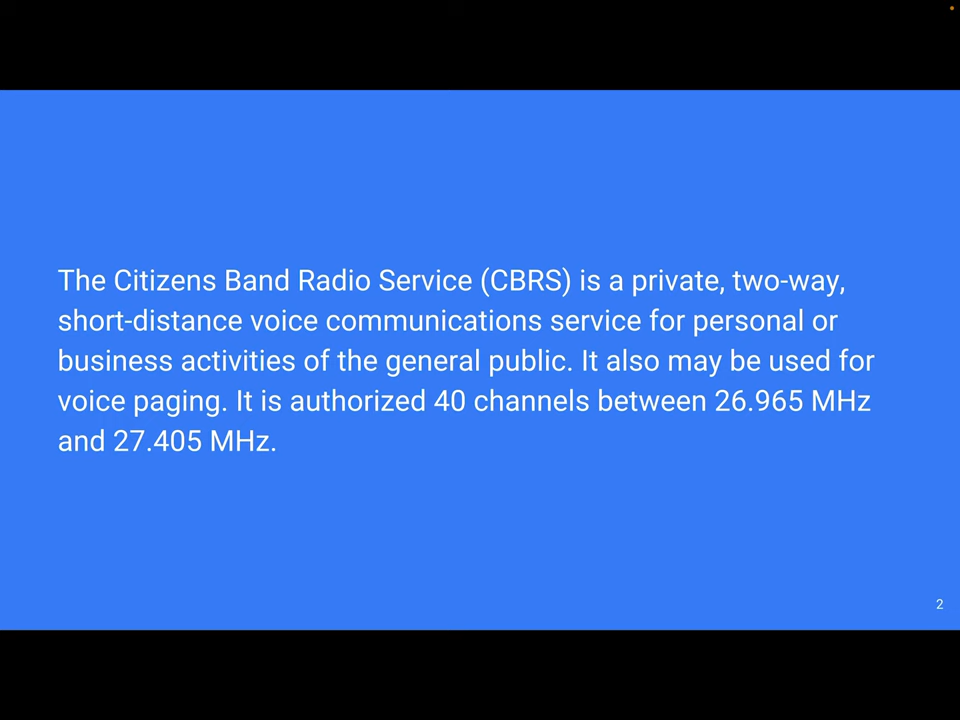 The Citizens Band Radio Service (CBRS) is a private, two-way,
short-distance voice communications service for personal or
business activities of the general public. It also may be used for
voice paging. It is authorized 40 channels between 26.965 MHz
and 27.405 MHz.
2